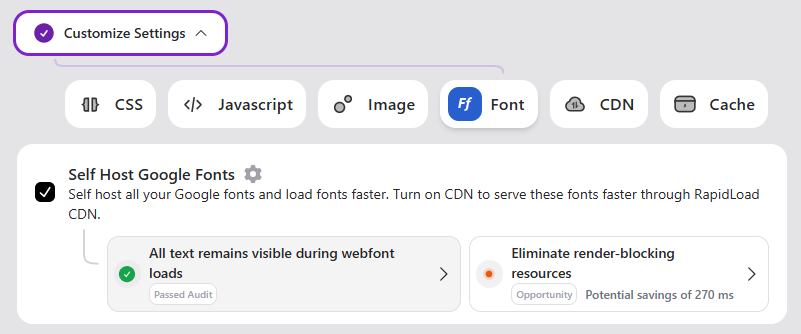 Customize Settings
CSS
Javascript
Image
Ff Font
CDN
Cache
Self Host Google Fonts
Self host all your Google fonts and load fonts faster. Turn on CDN to serve these fonts faster through RapidLoad
CDN.
All text remains visible during webfont
loads
Passed Audit
Eliminate render-blocking
resources
Opportunity Potential savings of 270 ms